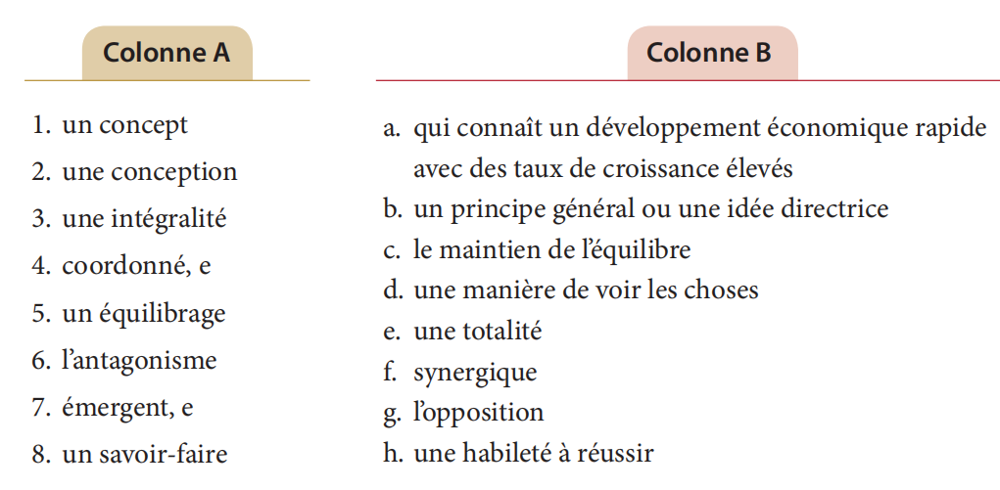 Colonne A
1. un concept
2. une conception
3. une intégralité
4. coordonné, e
5. un équilibrage
6. l’antagonisme
7. émergent, e
8. un savoir-faire
Colonne B
a. qui connaît un développement économique rapide
avec des taux de croissance élevés
b. un principe général ou une idée directrice
c. le maintien de l’équilibre
d. une manière de voir les choses
e. une totalité
f. synergique
g. l’opposition
h. une habileté à réussir